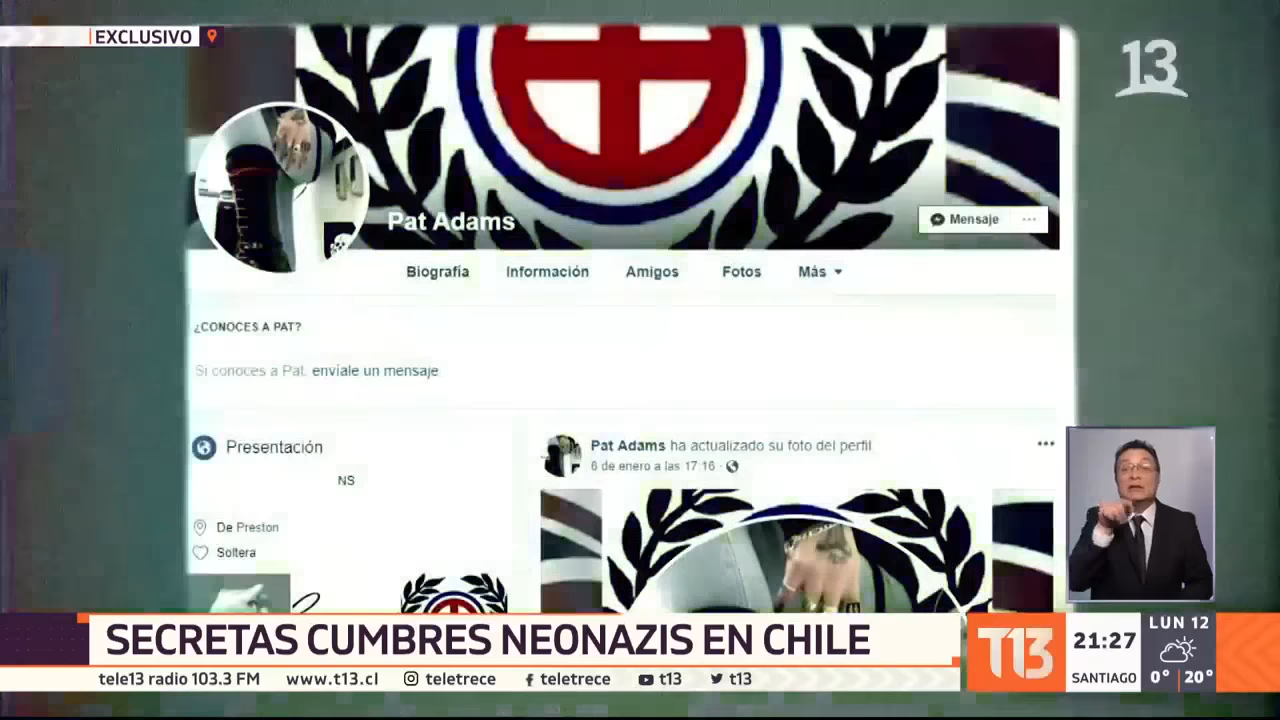 EXCLUSIVO
13
Pat Adams
Mensaje
Biografía
Información
Amigos
Fotos
Más
¿CONOCES A PAT?
Si conoces a Pat, envíale un mensaje
Presentación
NS
De Preston
Soltera
Pat Adams ha actualizado su foto del perfil
6 de enero a las 17:16
SECRETAS CUMBRES NEONAZIS EN CHILE
tele13 radio 103.3 FM
www.t13.cl
teletrece
teletrece
t13
t13
T13
21:27
SANTIAGO
LUN 12
0° 20°